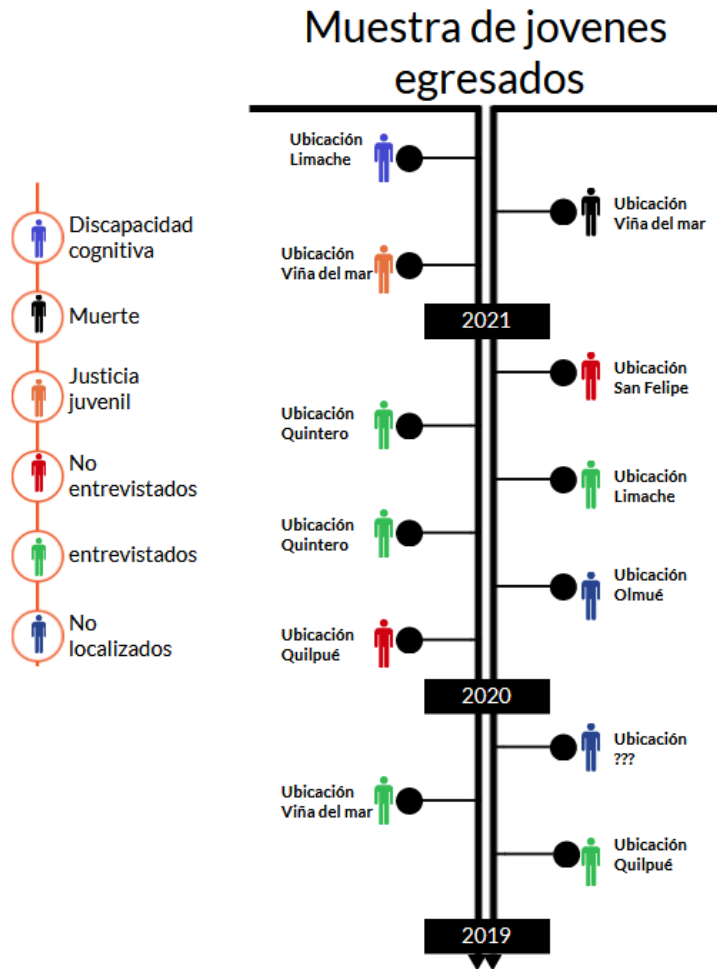 Muestra de jovenes
egresados
Discapacidad
cognitiva
Muerte
Justicia
juvenil
No
entrevistados
entrevistados
No
localizados
Ubicación
Limache
Ubicación
Viña del mar
Ubicación
Viña del mar
2021
Ubicación
San Felipe
Ubicación
Quintero
Ubicación
Limache
Ubicación
Quintero
Ubicación
Olmué
Ubicación
Quilpué
2020
Ubicación
???
Ubicación
Viña del mar
Ubicación
Quilpué
2019